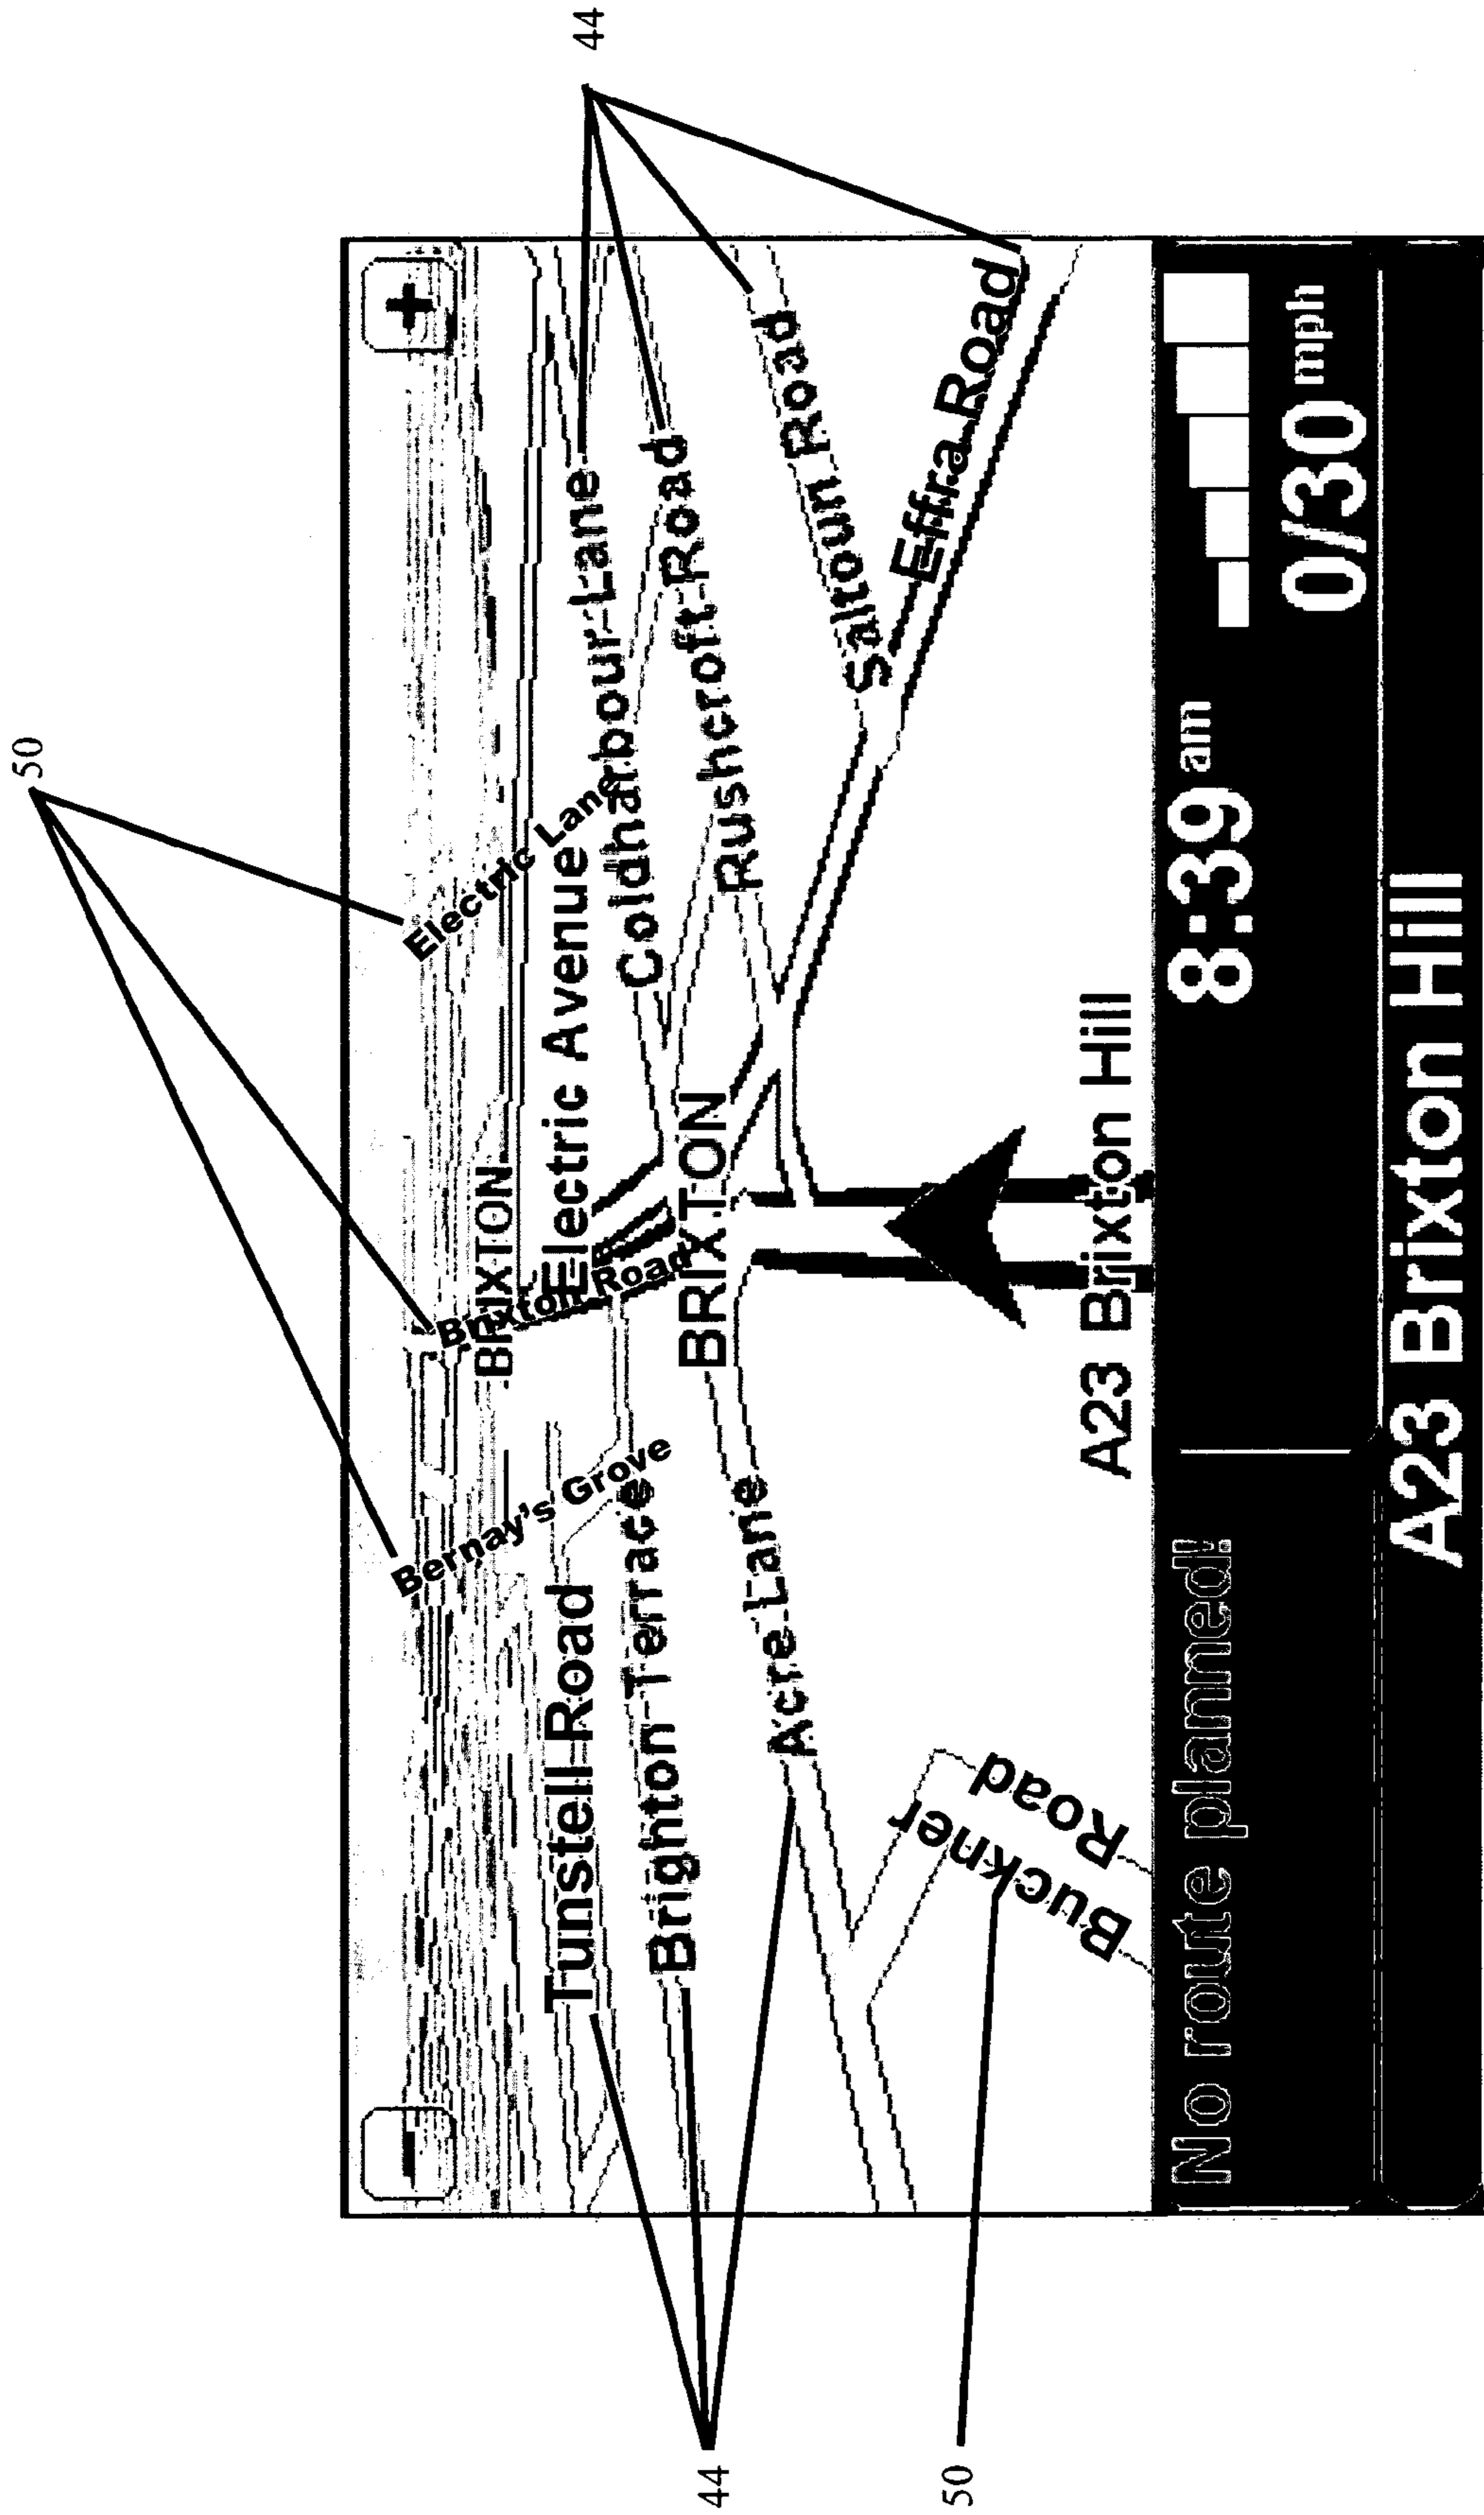 50
44
Electric Lane
Brixton Road
Bernay's Grove
BRIXTON
Electric Avenue
Tunstell Road
Coldharbour Lane
Brighton Terrace
Rushcroft Road
BRIXTON
Acre Lane
Saltoun Road
Effra Road
Buckner
Road
44
50
A23 Brixton Hill
No route planned!
8:39 am
0/30 mph
A23 Brixton Hill